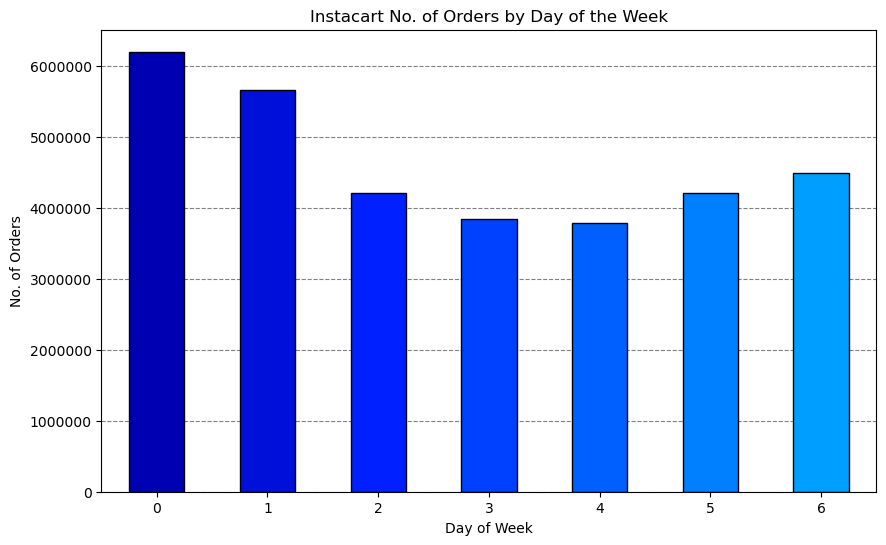 Instacart No. of Orders by Day of the Week
No. of Orders
6000000
5000000
4000000
3000000
2000000
1000000
0
0 1 2 3 4 5 6
Day of Week